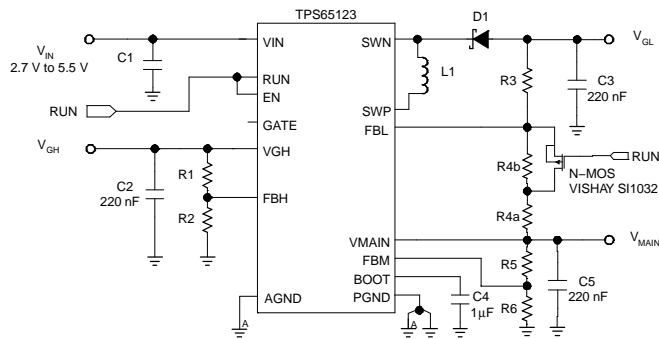 TPS65123
D1
V_IN
2.7 V to 5.5 V
C1
VIN
SWN
V_GL
L1
R3
C3
220 nF
RUN
RUN
EN
SWP
GATE
FBL
V_GH
VGH
R1
R4b
RUN
N-MOS
VISHAY SI1032
C2
220 nF
FBH
R2
R4a
VMAIN
V_MAIN
FBM
R5
BOOT
C5
220 nF
AGND
PGND
C4
1μF
R6
A
A